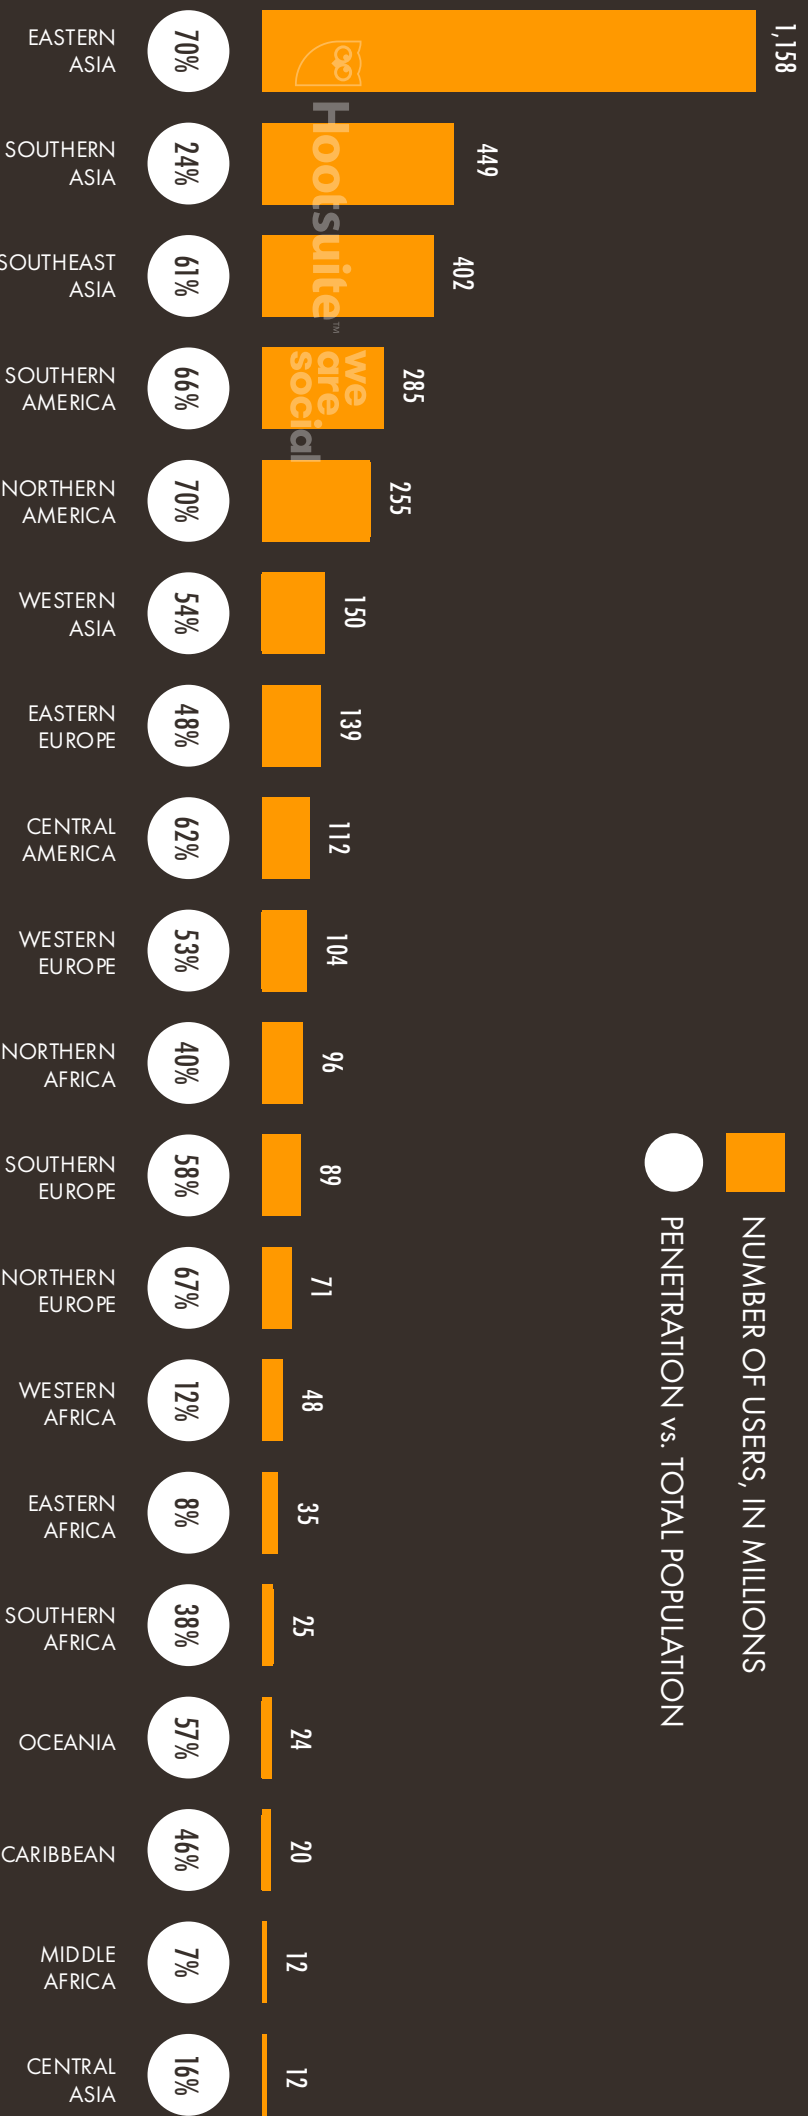 EASTERN
ASIA
70%
1,158
SOUTHERN
ASIA
24%
449
SOUTHEAST
ASIA
61%
402
SOUTHERN
AMERICA
66%
285
NORTHERN
AMERICA
70%
255
WESTERN
ASIA
54%
150
EASTERN
EUROPE
48%
139
CENTRAL
AMERICA
62%
112
WESTERN
EUROPE
53%
104
NORTHERN
AFRICA
40%
96
SOUTHERN
EUROPE
58%
89
NORTHERN
EUROPE
67%
71
WESTERN
AFRICA
12%
48
EASTERN
AFRICA
8%
35
SOUTHERN
AFRICA
38%
25
OCEANIA
57%
24
CARIBBEAN
46%
20
MIDDLE
AFRICA
7%
12
CENTRAL
ASIA
16%
12
NUMBER OF USERS, IN MILLIONS
PENETRATION vs. TOTAL POPULATION
Hootsuite™
we
are
social